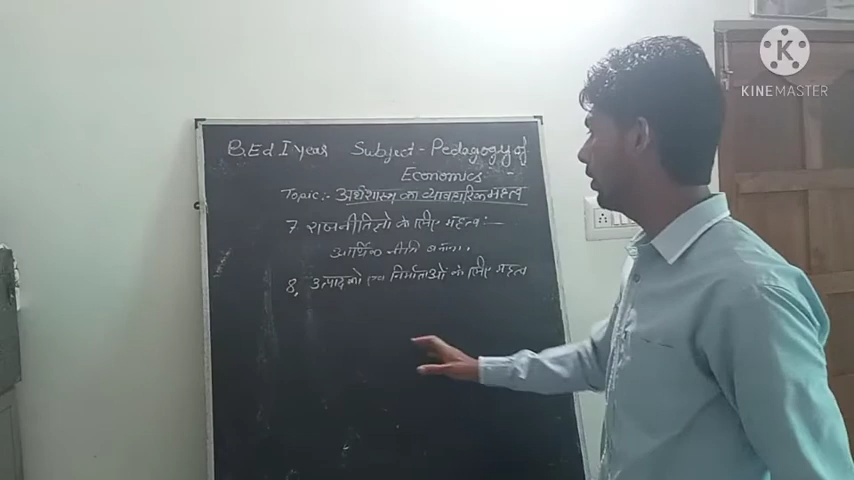 KINEMASTER
B.Ed I year Subject - Pedagogy of
Economics
Topic:- अर्थशास्त्र का व्यावहारिक महत्व
7 राजनीतिज्ञो के लिए महत्व :-
आर्थिक नीति बनाना.
8. उत्पादको एवं निर्माताओं के लिए महत्व